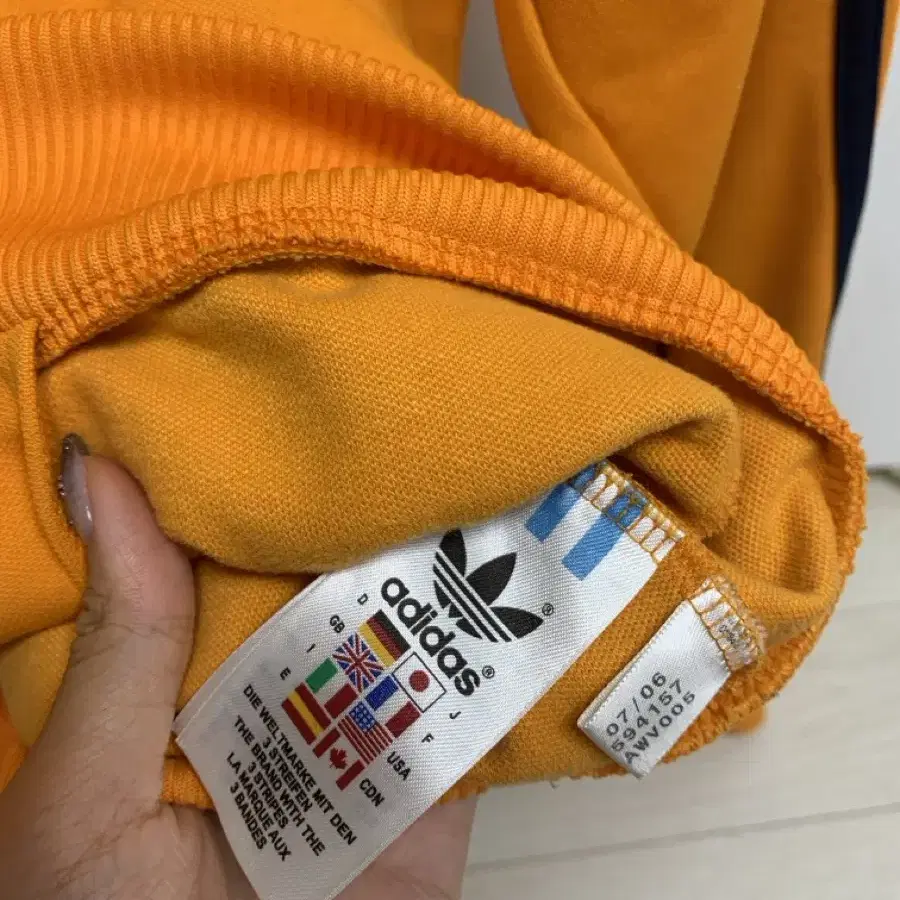 adidas®
®
D
GB
I
E
J
F
USA
CDN
DIE WELTMARKE MIT DEN
3 STREIFEN
THE BRAND WITH THE
3 STRIPES
LA MARQUE AUX
3 BANDES
07/06
594157
AWV005